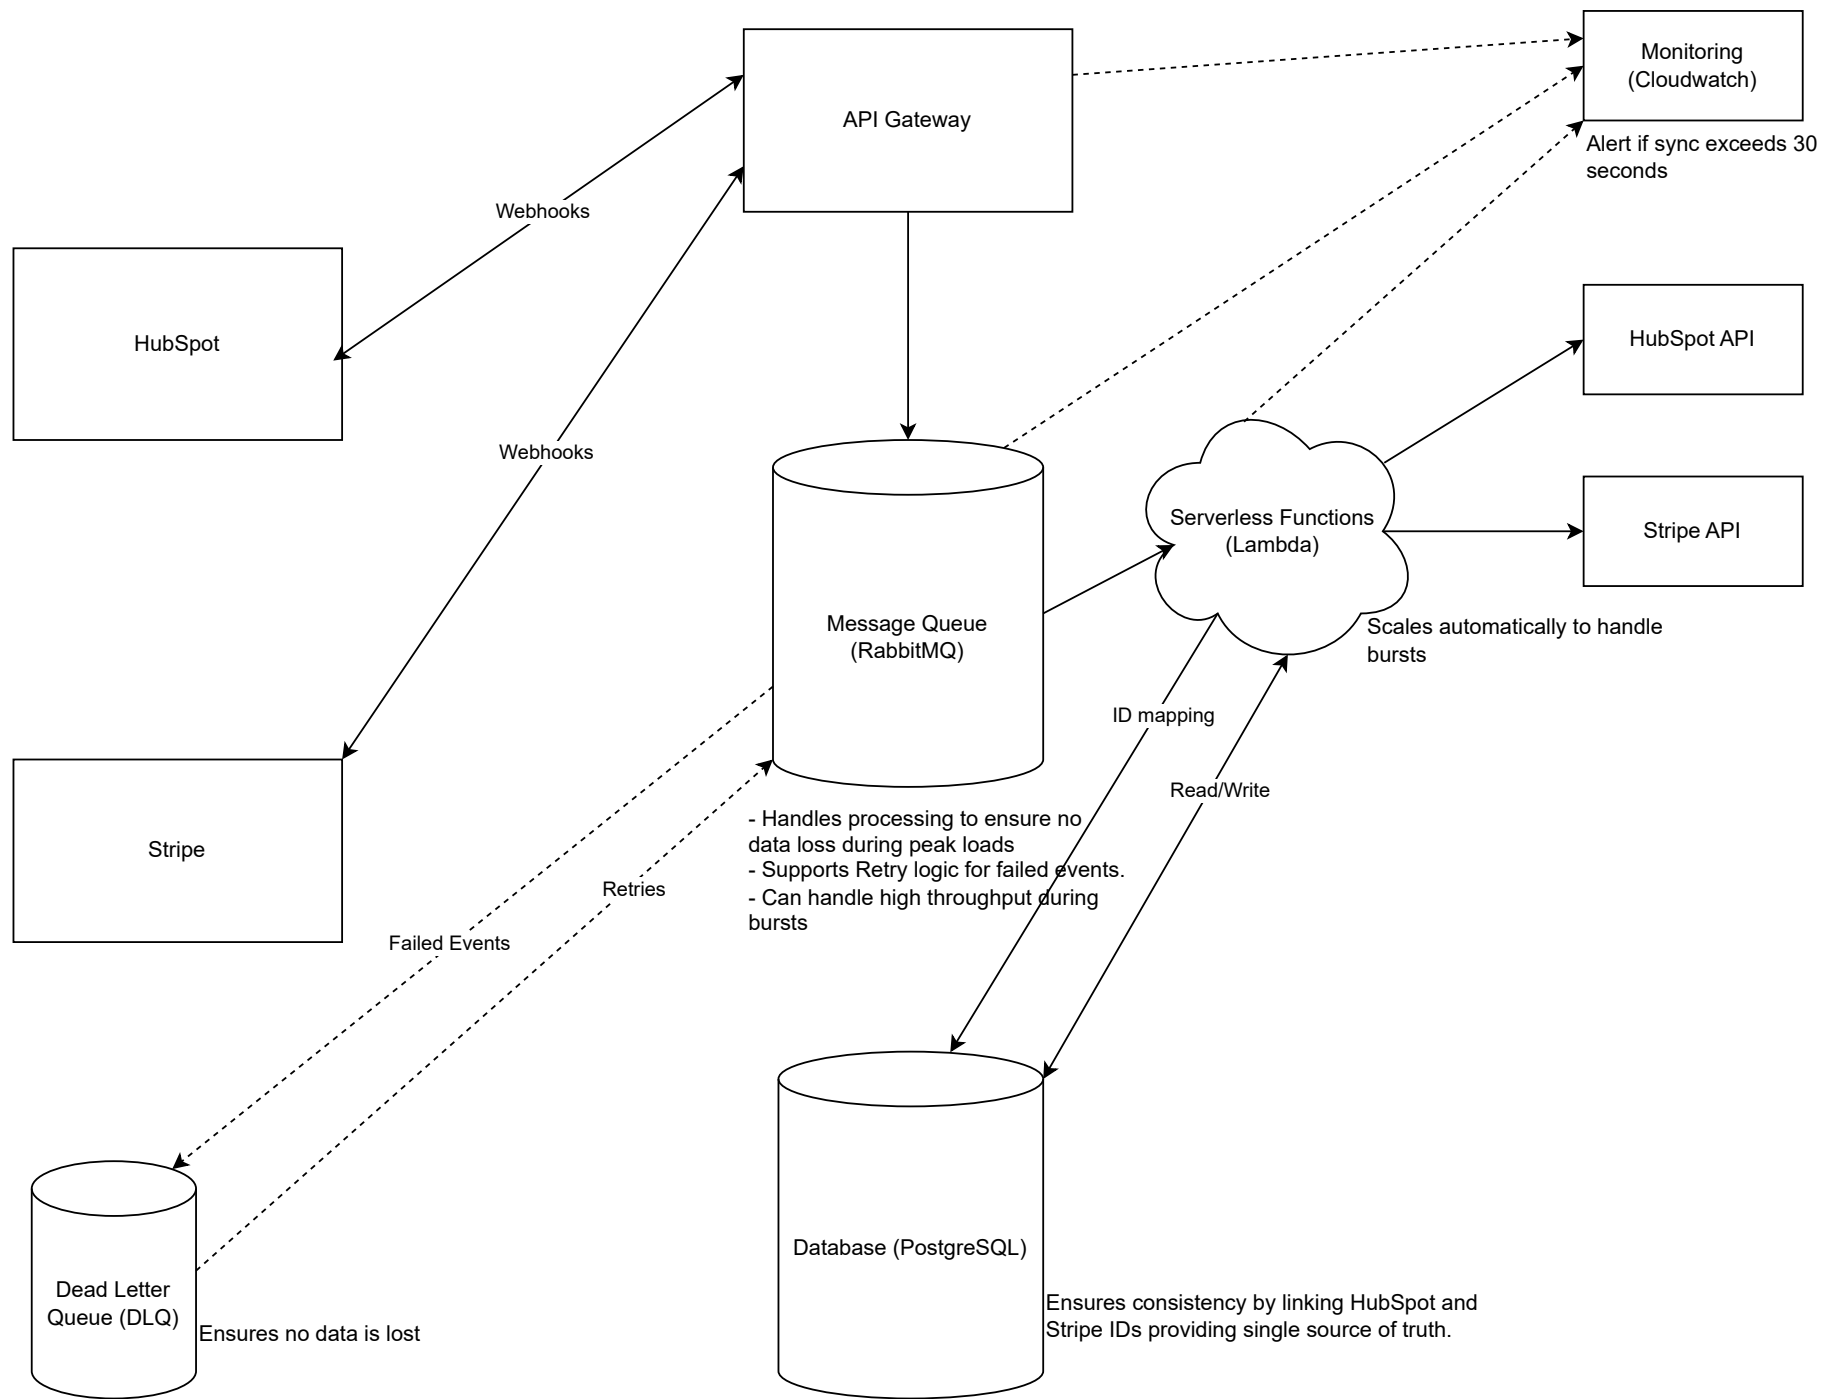 Monitoring
(Cloudwatch)
API Gateway
Alert if sync exceeds 30
seconds
Webhooks
HubSpot
HubSpot API
Webhooks
Serverless Functions
(Lambda)
Stripe API
Message Queue
(RabbitMQ)
Scales automatically to handle
bursts
ID mapping
Read/Write
Stripe
- Handles processing to ensure no
data loss during peak loads
- Supports Retry logic for failed events.
- Can handle high throughput during
bursts
Retries
Failed Events
Database (PostgreSQL)
Dead Letter
Queue (DLQ)
Ensures no data is lost
Ensures consistency by linking HubSpot and
Stripe IDs providing single source of truth.